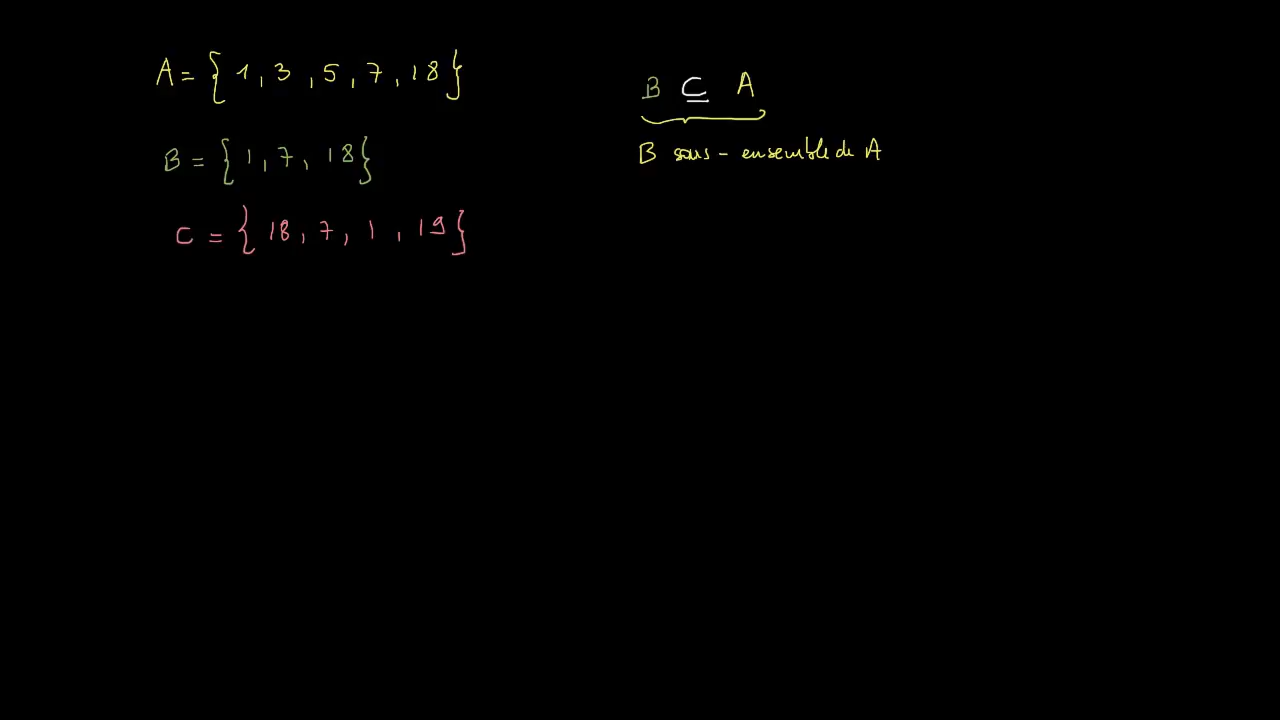 A = { 1 , 3 , 5 , 7 , 18 }
B = { 1 , 7 , 18 }
C = { 18 , 7 , 1 , 19 }
B ⊆ A
B sous - ensemble de A